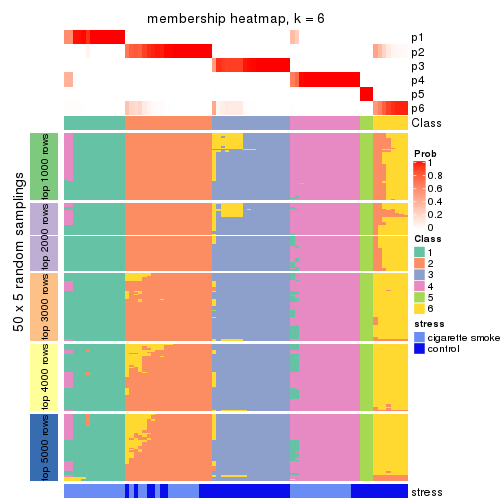 membership heatmap, k = 6
p1
p2
p3
p4
p5
p6
Class
50 x 5 random samplings
top 1000 rows
top 2000 rows
top 3000 rows
top 4000 rows
top 5000 rows
stress
Prob
1
0.8
0.6
0.4
0.2
0
Class
1
2
3
4
5
6
stress
cigarette smoke
control